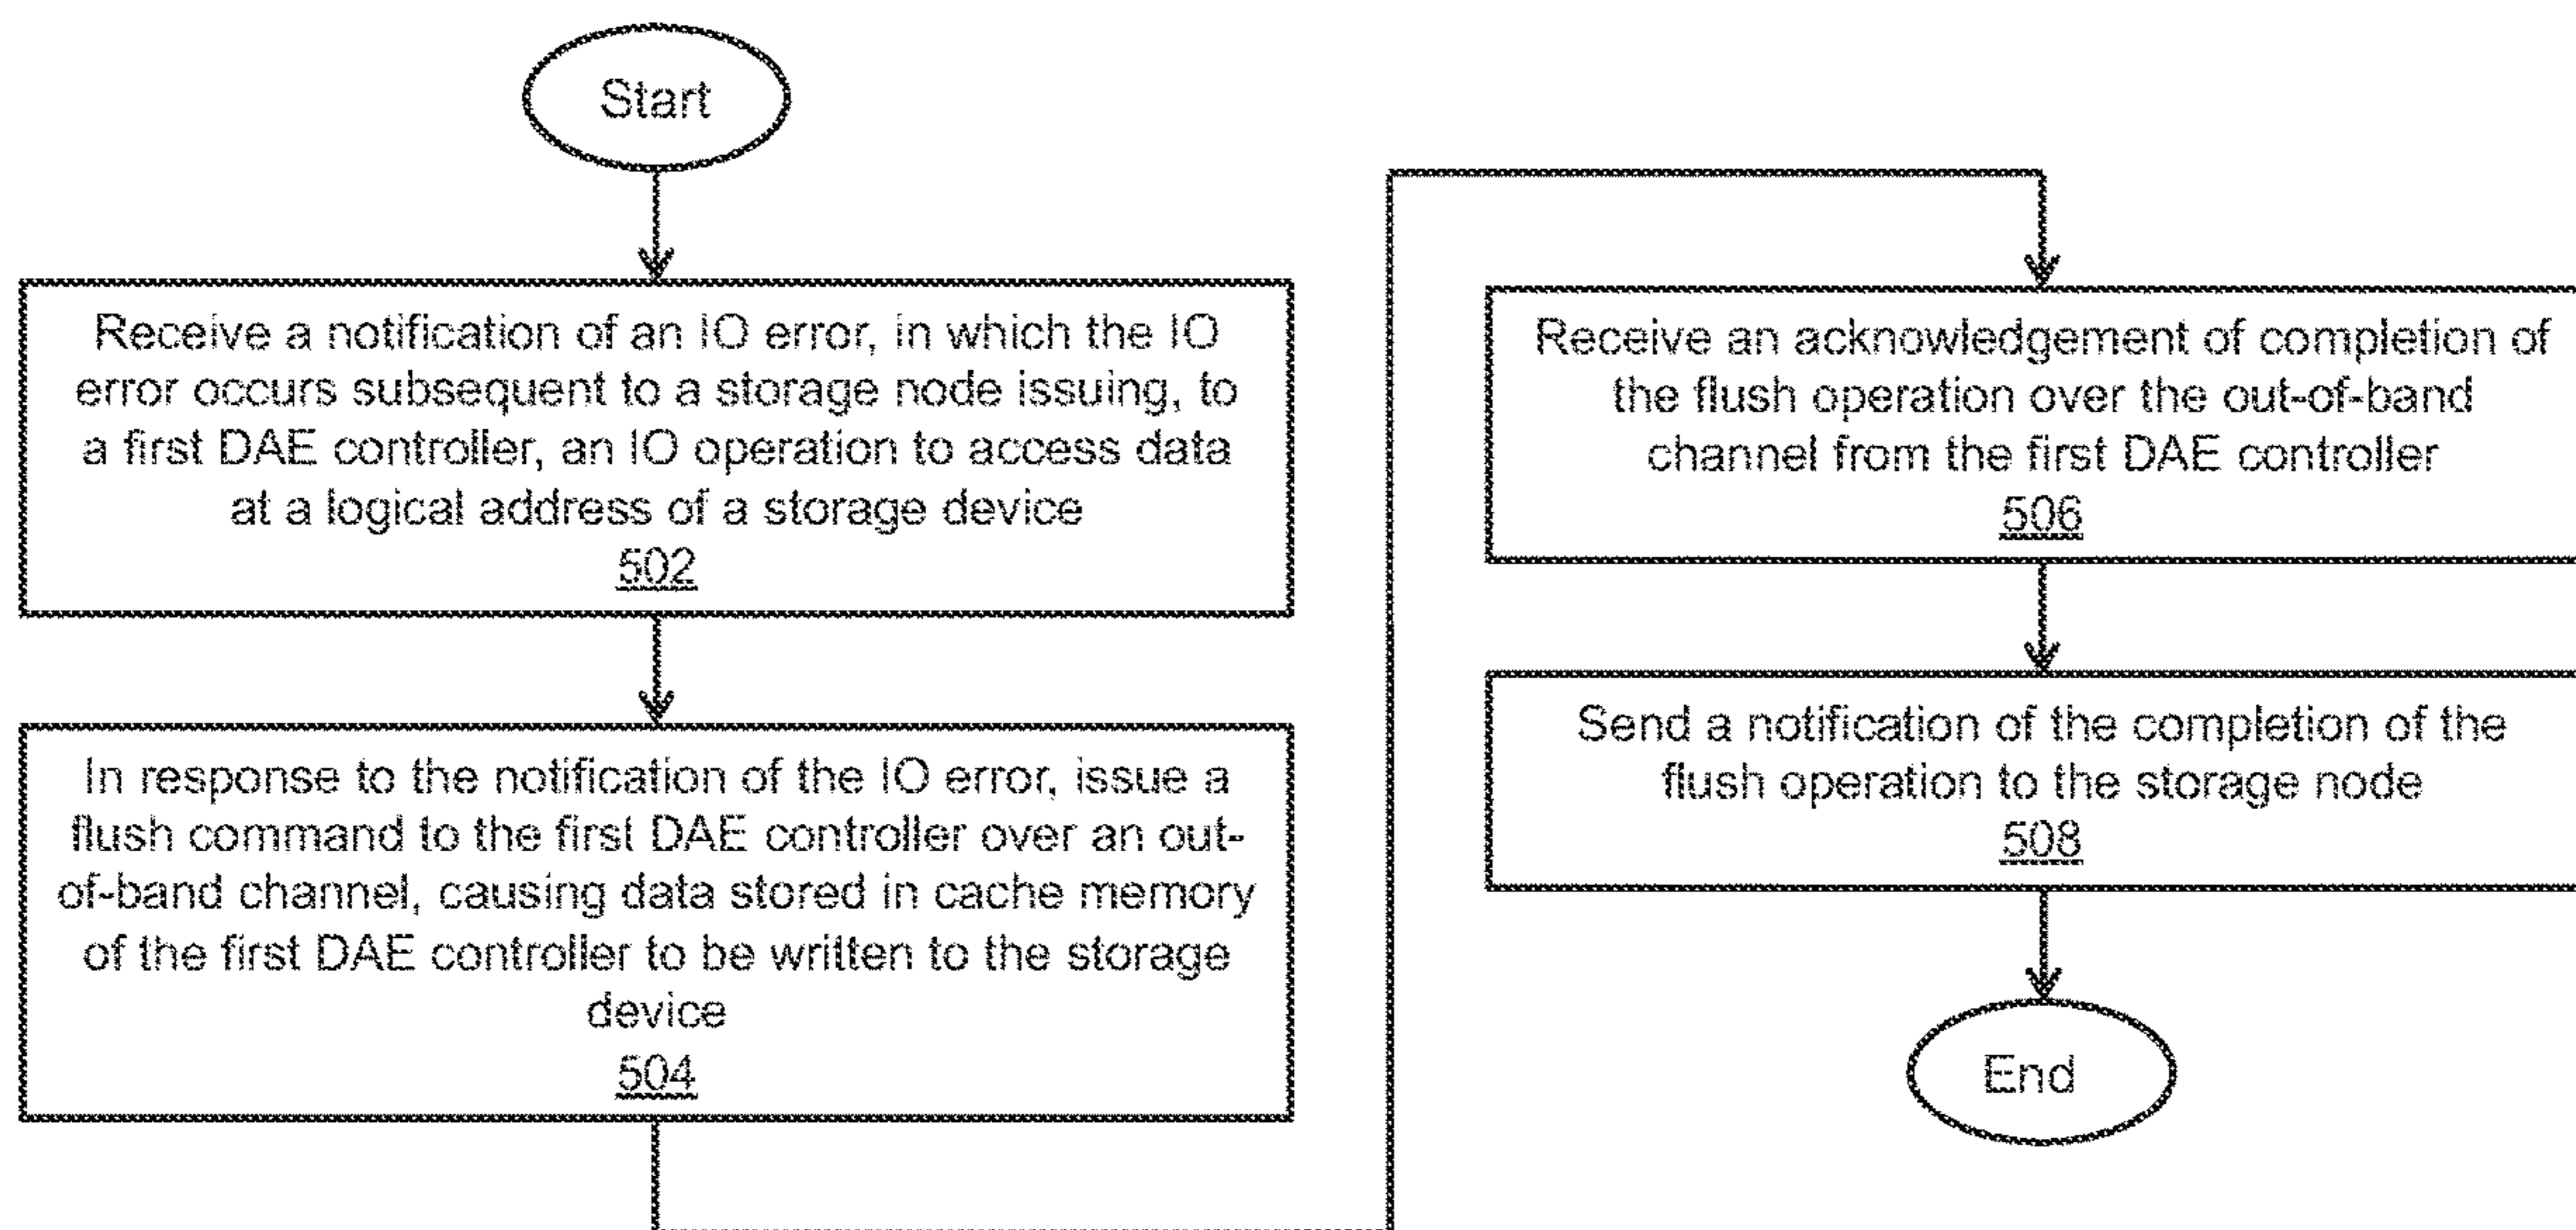 Start
Receive a notification of an IO error, in which the IO
error occurs subsequent to a storage node issuing, to
a first DAE controller, an IO operation to access data
at a logical address of a storage device
502
In response to the notification of the IO error, issue a
flush command to the first DAE controller over an out-
of-band channel, causing data stored in cache memory
of the first DAE controller to be written to the storage
device
504
Receive an acknowledgement of completion of
the flush operation over the out-of-band
channel from the first DAE controller
506
Send a notification of the completion of the
flush operation to the storage node
508
End